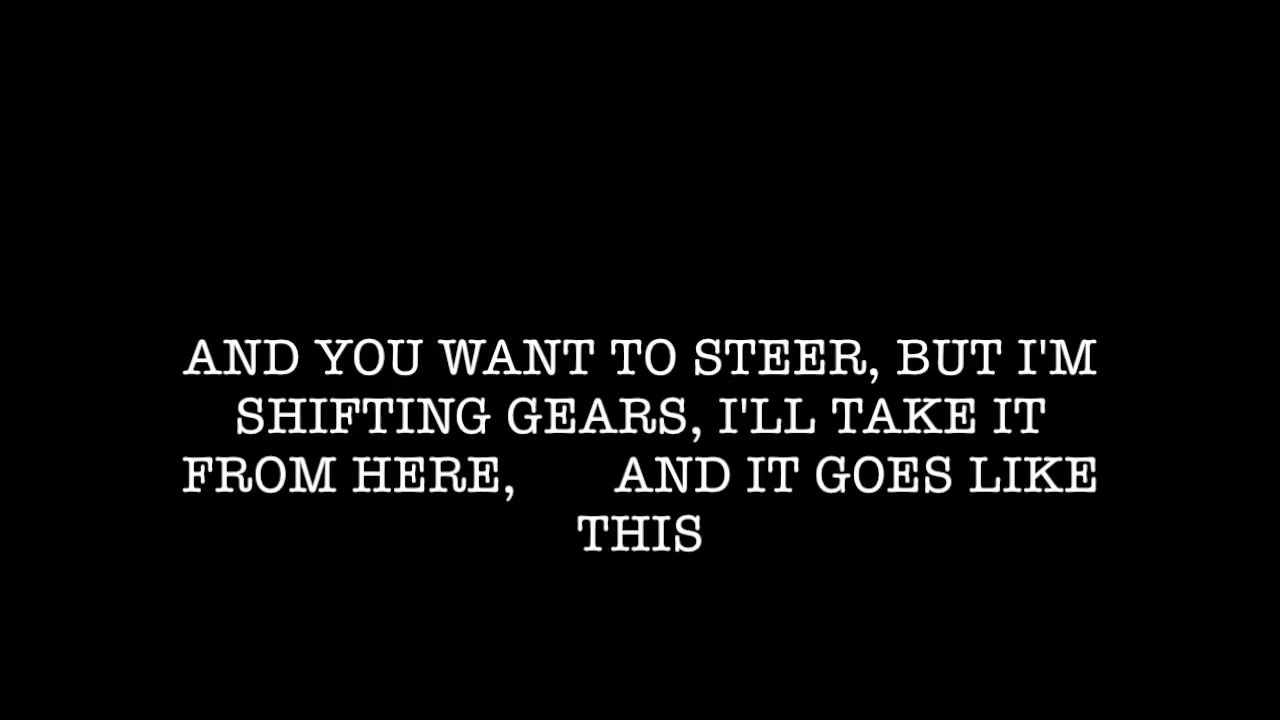 AND YOU WANT TO STEER, BUT I'M
SHIFTING GEARS, I'LL TAKE IT
FROM HERE, AND IT GOES LIKE
THIS